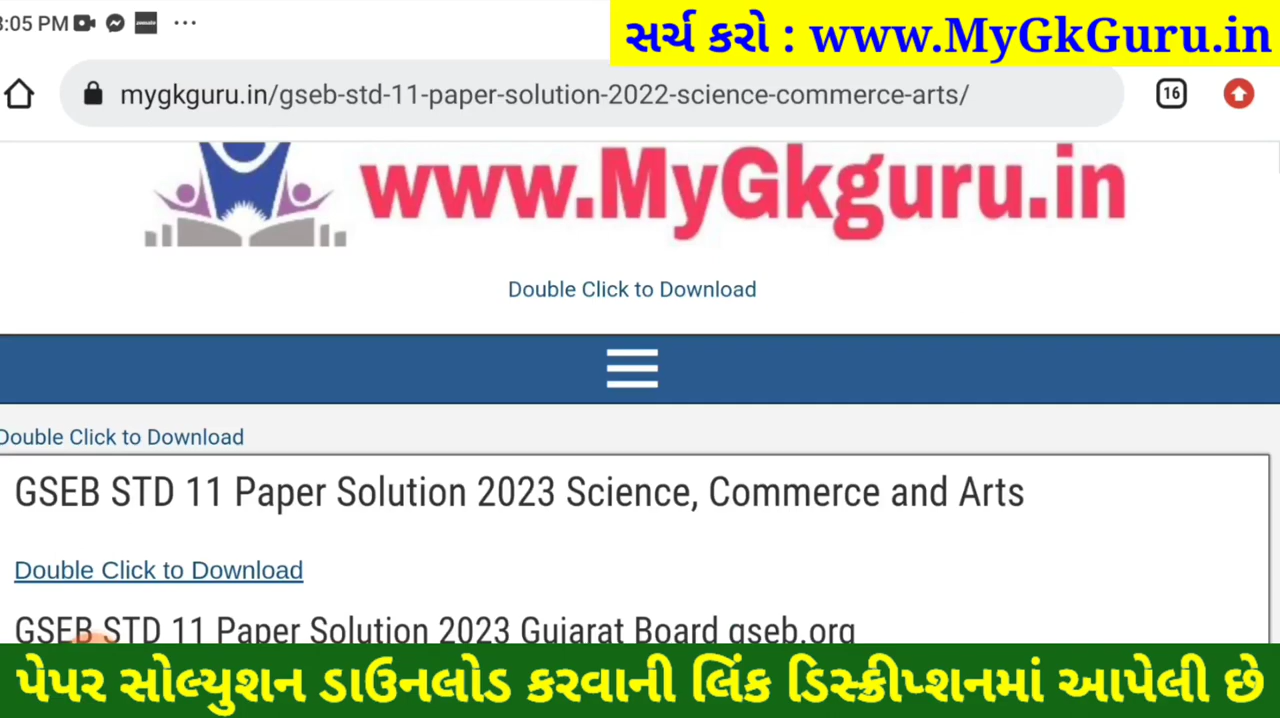 3:05 PM
સર્ચ કરો : www.MyGkGuru.in
mygkguru.in/gseb-std-11-paper-solution-2022-science-commerce-arts/
16
www.MyGkguru.in
Double Click to Download
Double Click to Download
GSEB STD 11 Paper Solution 2023 Science, Commerce and Arts
Double Click to Download
GSEB STD 11 Paper Solution 2023 Gujarat Board gseb.org
પેપર સોલ્યુશન ડાઉનલોડ કરવાની લિંક ડિસ્ક્રીપ્શનમાં આપેલી છે